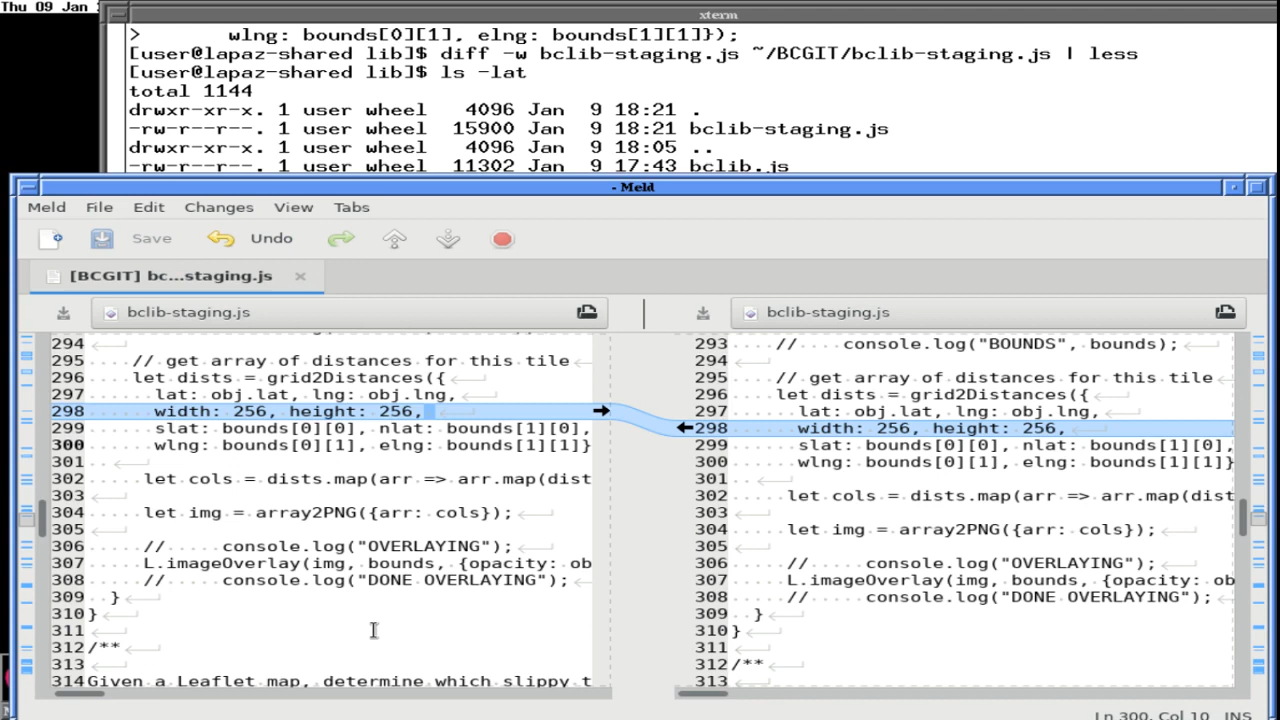 Thu 09 Jan
xterm
> wlng: bounds[0][1], elng: bounds[1][1]});
[user@lapaz-shared lib]$ diff -w bclib-staging.js ~/BCGIT/bclib-staging.js | less
[user@lapaz-shared lib]$ ls -lat
total 1144
drwxr-xr-x. 1 user wheel 4096 Jan 9 18:21 .
-rw-r--r--. 1 user wheel 15900 Jan 9 18:21 bclib-staging.js
drwxr-xr-x. 1 user wheel 4096 Jan 9 18:05 ..
-rw-r--r--. 1 user wheel 11302 Jan 9 17:43 bclib.js
- Meld
Meld File Edit Changes View Tabs
Save Undo
[BCGIT] bc...staging.js
bclib-staging.js
294
295 // get array of distances for this tile
296 let dists = grid2Distances({
297 lat: obj.lat, lng: obj.lng,
298 width: 256, height: 256,
299 slat: bounds[0][0], nlat: bounds[1][0],
300 wlng: bounds[0][1], elng: bounds[1][1]}
301
302 let cols = dists.map(arr => arr.map(dist
303
304 let img = array2PNG({arr: cols});
305
306 // console.log("OVERLAYING");
307 L.imageOverlay(img, bounds, {opacity: ob
308 // console.log("DONE OVERLAYING");
309 }
310 }
311
312 /**
313
314 Given a Leaflet map, determine which slippy t
bclib-staging.js
293 // console.log("BOUNDS", bounds);
294
295 // get array of distances for this tile
296 let dists = grid2Distances({
297 lat: obj.lat, lng: obj.lng,
298 width: 256, height: 256,
299 slat: bounds[0][0], nlat: bounds[1][0],
300 wlng: bounds[0][1], elng: bounds[1][1]}
301
302 let cols = dists.map(arr => arr.map(dist
303
304 let img = array2PNG({arr: cols});
305
306 // console.log("OVERLAYING");
307 L.imageOverlay(img, bounds, {opacity: ob
308 // console.log("DONE OVERLAYING");
309 }
310 }
311
312 /**
313
Ln 300, Col 10 INS